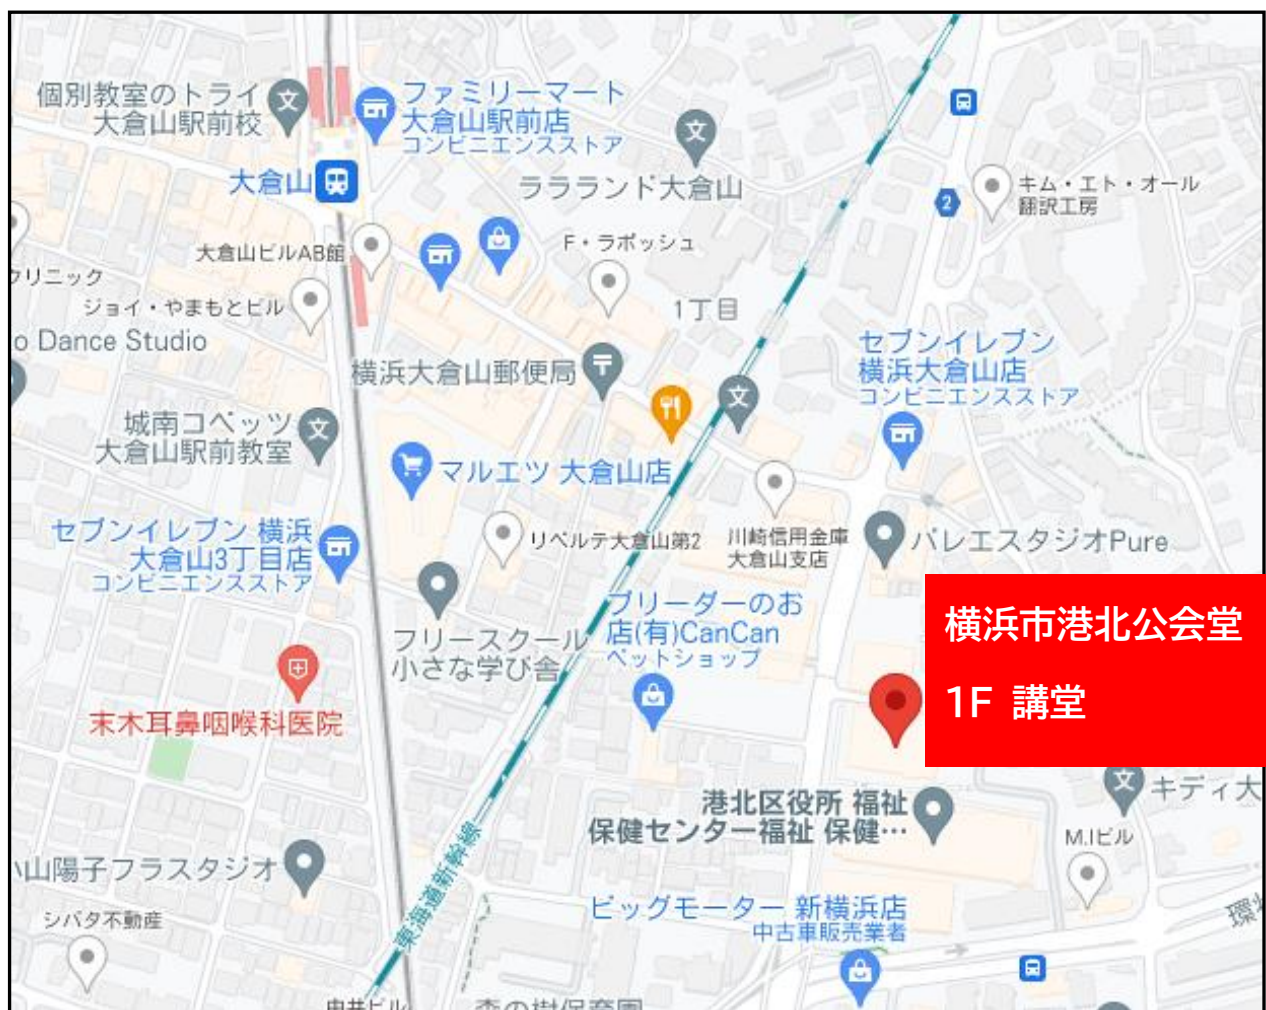 個別教室のトライ
大倉山駅前校
ファミリーマート
大倉山駅前店
コンビニエンスストア
ララランド大倉山
大倉山
キム・エト・オール
翻訳工房
2
大倉山ビルAB館
F・ラポッシュ
クリニック
ジョイ・やまもとビル
1丁目
o Dance Studio
セブンイレブン
横浜大倉山店
コンビニエンスストア
横浜大倉山郵便局
城南コベッツ
大倉山駅前教室
マルエツ 大倉山店
セブンイレブン 横浜
大倉山3丁目店
コンビニエンスストア
リベルテ大倉山第2
川崎信用金庫
大倉山支店
バレエスタジオPure
ブリーダーのお
店(有)CanCan
ペットショップ
フリースクール
小さな学び舎
横浜市港北公会堂
1F 講堂
末木耳鼻咽喉科医院
港北区役所 福祉
保健センター福祉 保健…
キディ大
M.Iビル
小山陽子フラスタジオ
東海道新幹線
シバタ不動産
ビッグモーター 新横浜店
中古車販売業者
環状
森の樹保育園